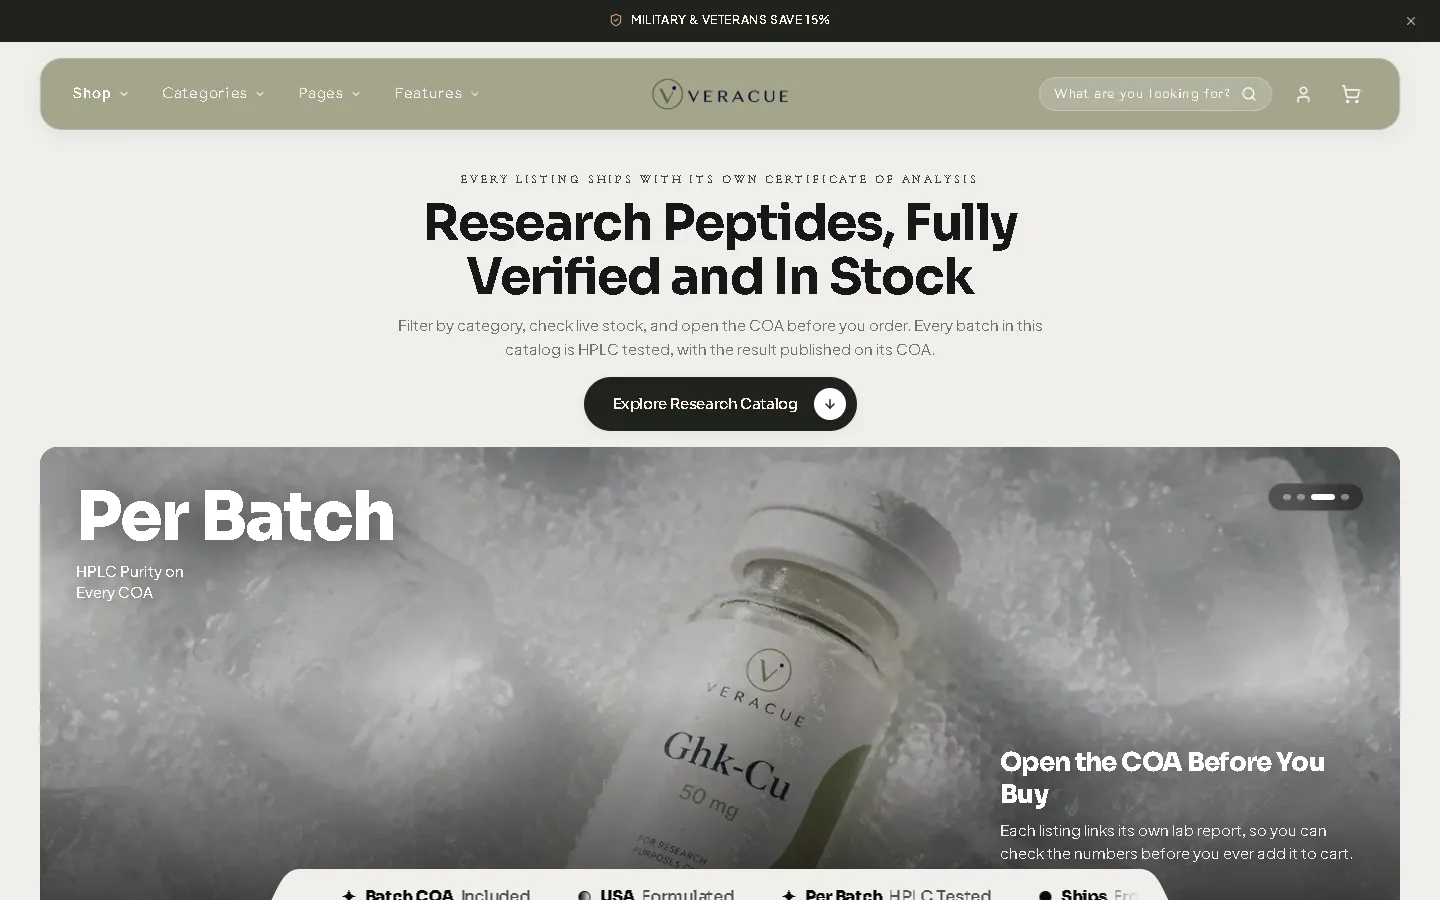 MILITARY & VETERANS SAVE 15%
Shop
Categories
Pages
Features
VERACUE
What are you looking for?
EVERY LISTING SHIPS WITH ITS OWN CERTIFICATE OF ANALYSIS
Research Peptides, Fully
Verified and In Stock
Filter by category, check live stock, and open the COA before you order. Every batch in this
catalog is HPLC tested, with the result published on its COA.
Explore Research Catalog
Per Batch
HPLC Purity on
Every COA
VERACUE
Ghk-Cu
50 mg
FOR RESEARCH
PURPOSES
Open the COA Before You
Buy
Each listing links its own lab report, so you can
check the numbers before you ever add it to cart.
Batch COA Included
USA Formulated
Per Batch HPLC Tested
Ships